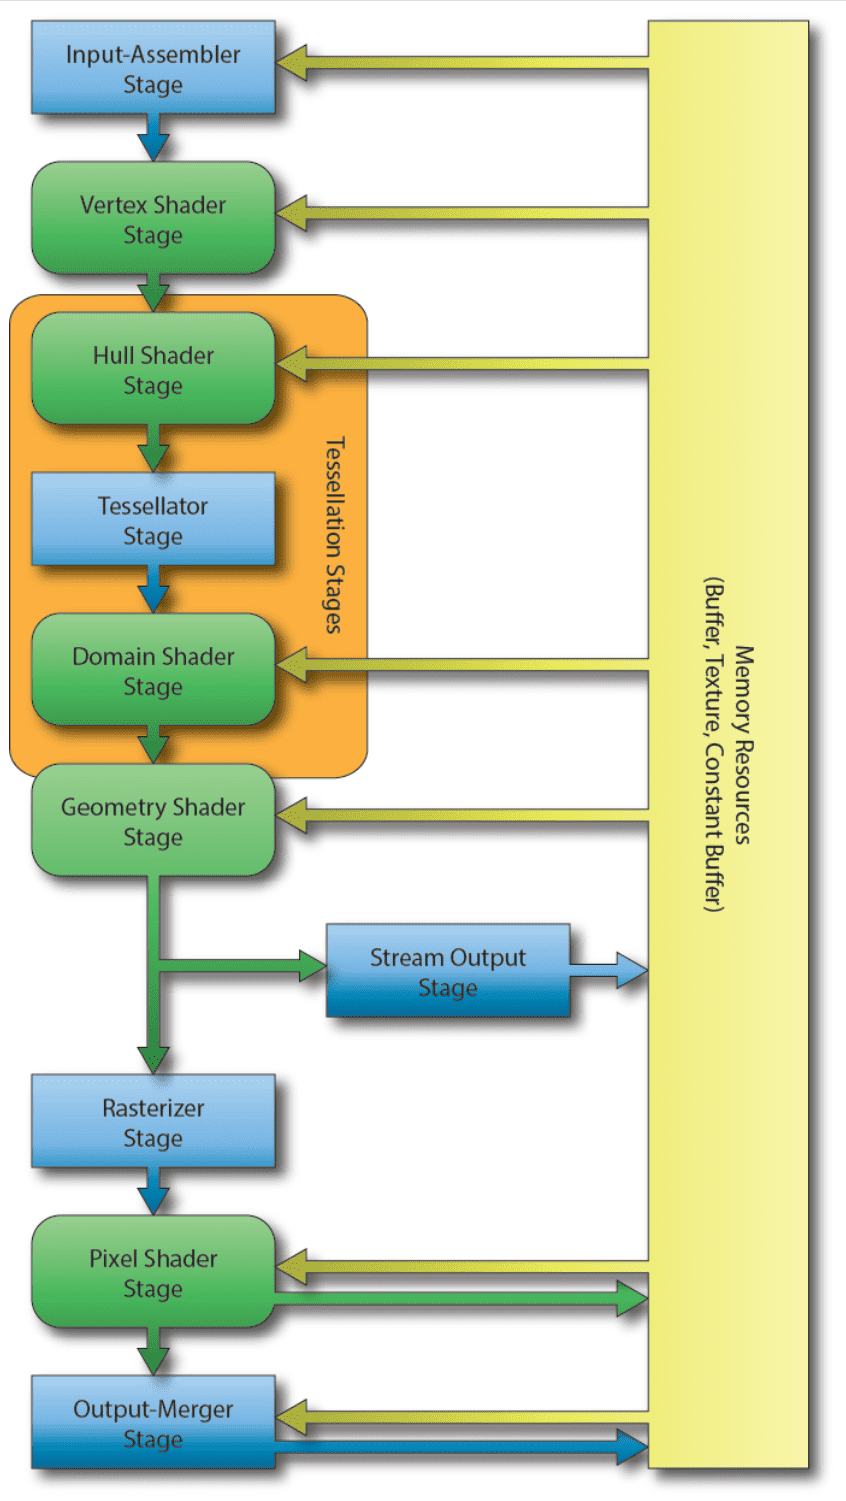 Input-Assembler
Stage
Vertex Shader
Stage
Hull Shader
Stage
Tessellator
Stage
Domain Shader
Stage
Tessellation Stages
Geometry Shader
Stage
Stream Output
Stage
Rasterizer
Stage
Pixel Shader
Stage
Output-Merger
Stage
Memory Resources
(Buffer, Texture, Constant Buffer)